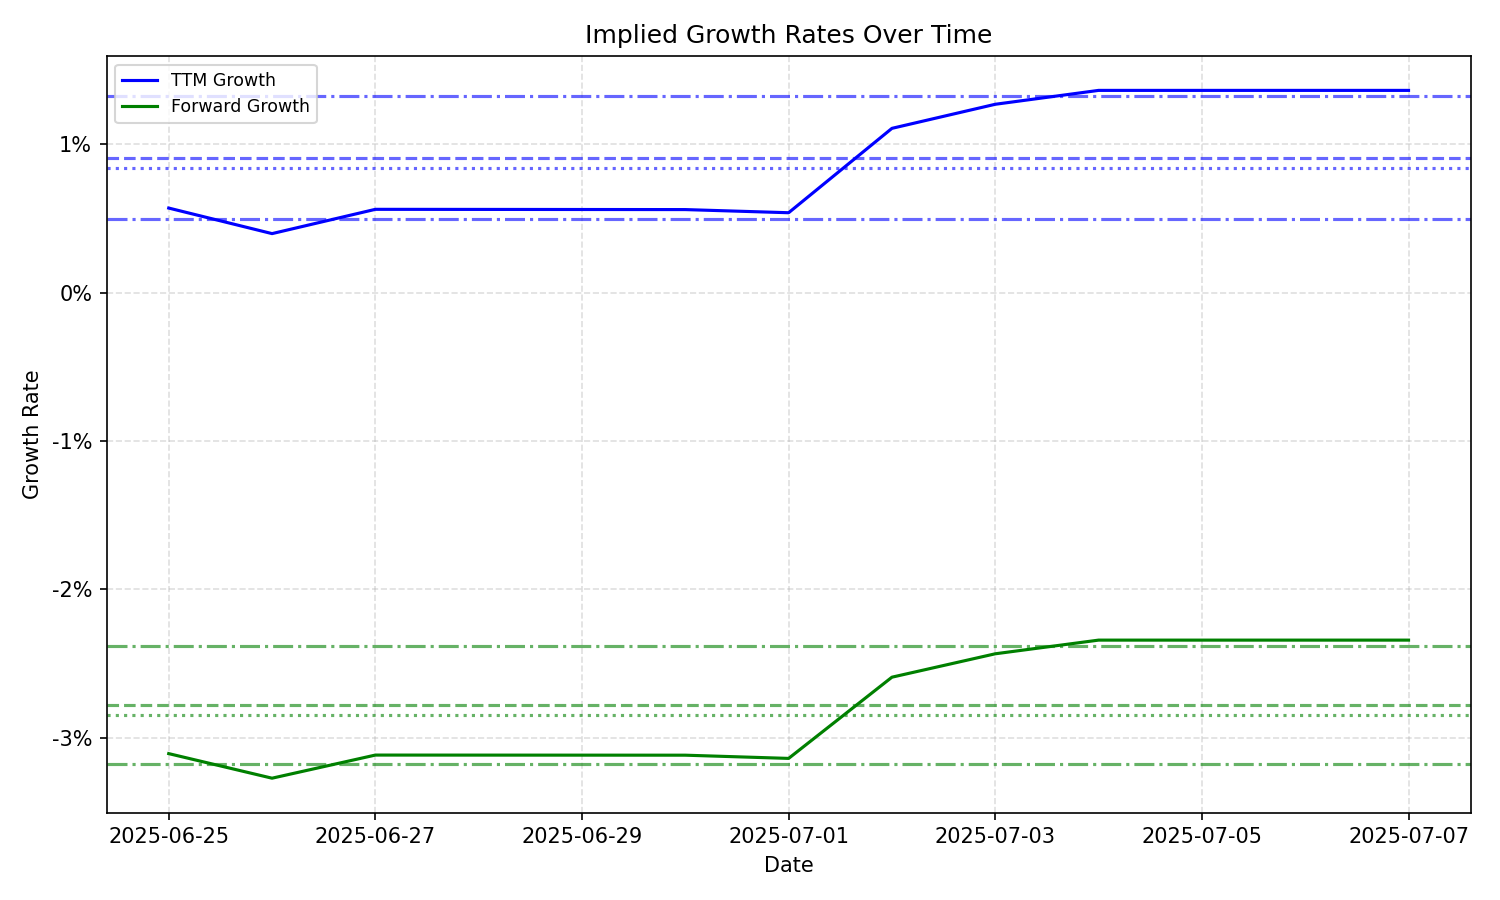 Implied Growth Rates Over Time
TTM Growth
Forward Growth
1%
0%
-1%
-2%
-3%
Growth Rate
2025-06-25
2025-06-27
2025-06-29
2025-07-01
2025-07-03
2025-07-05
2025-07-07
Date